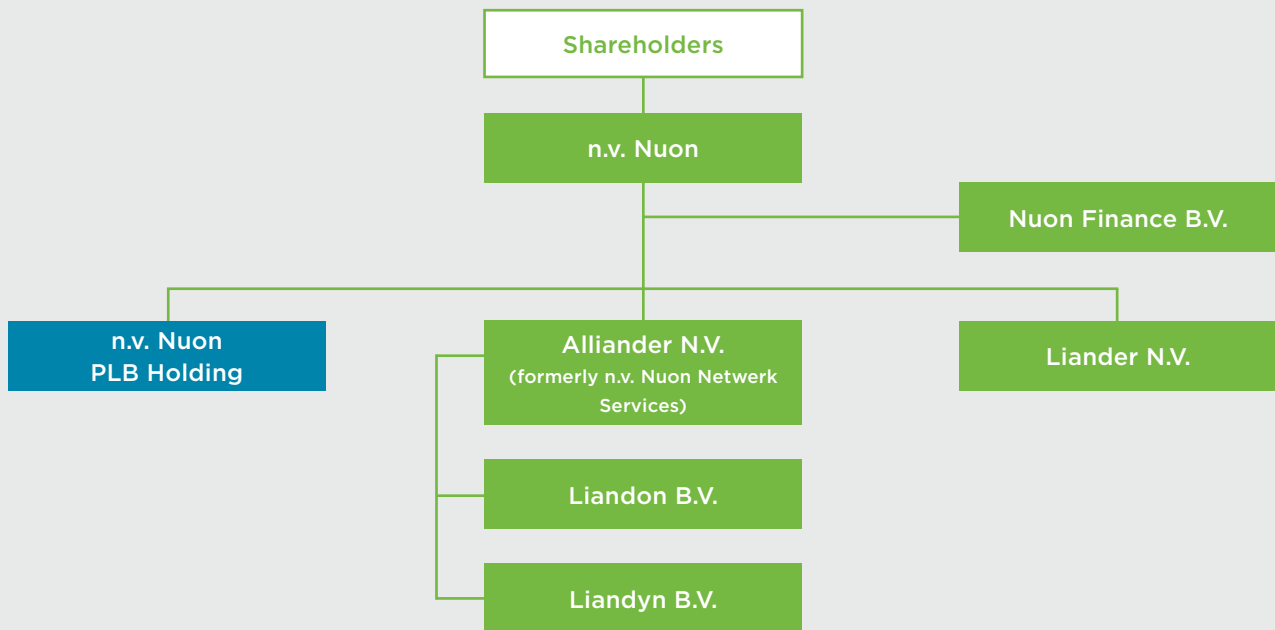 Shareholders
n.v. Nuon
Nuon Finance B.V.
n.v. Nuon
PLB Holding
Alliander N.V.
(formerly n.v. Nuon Netwerk
Services)
Liander N.V.
Liandon B.V.
Liandyn B.V.